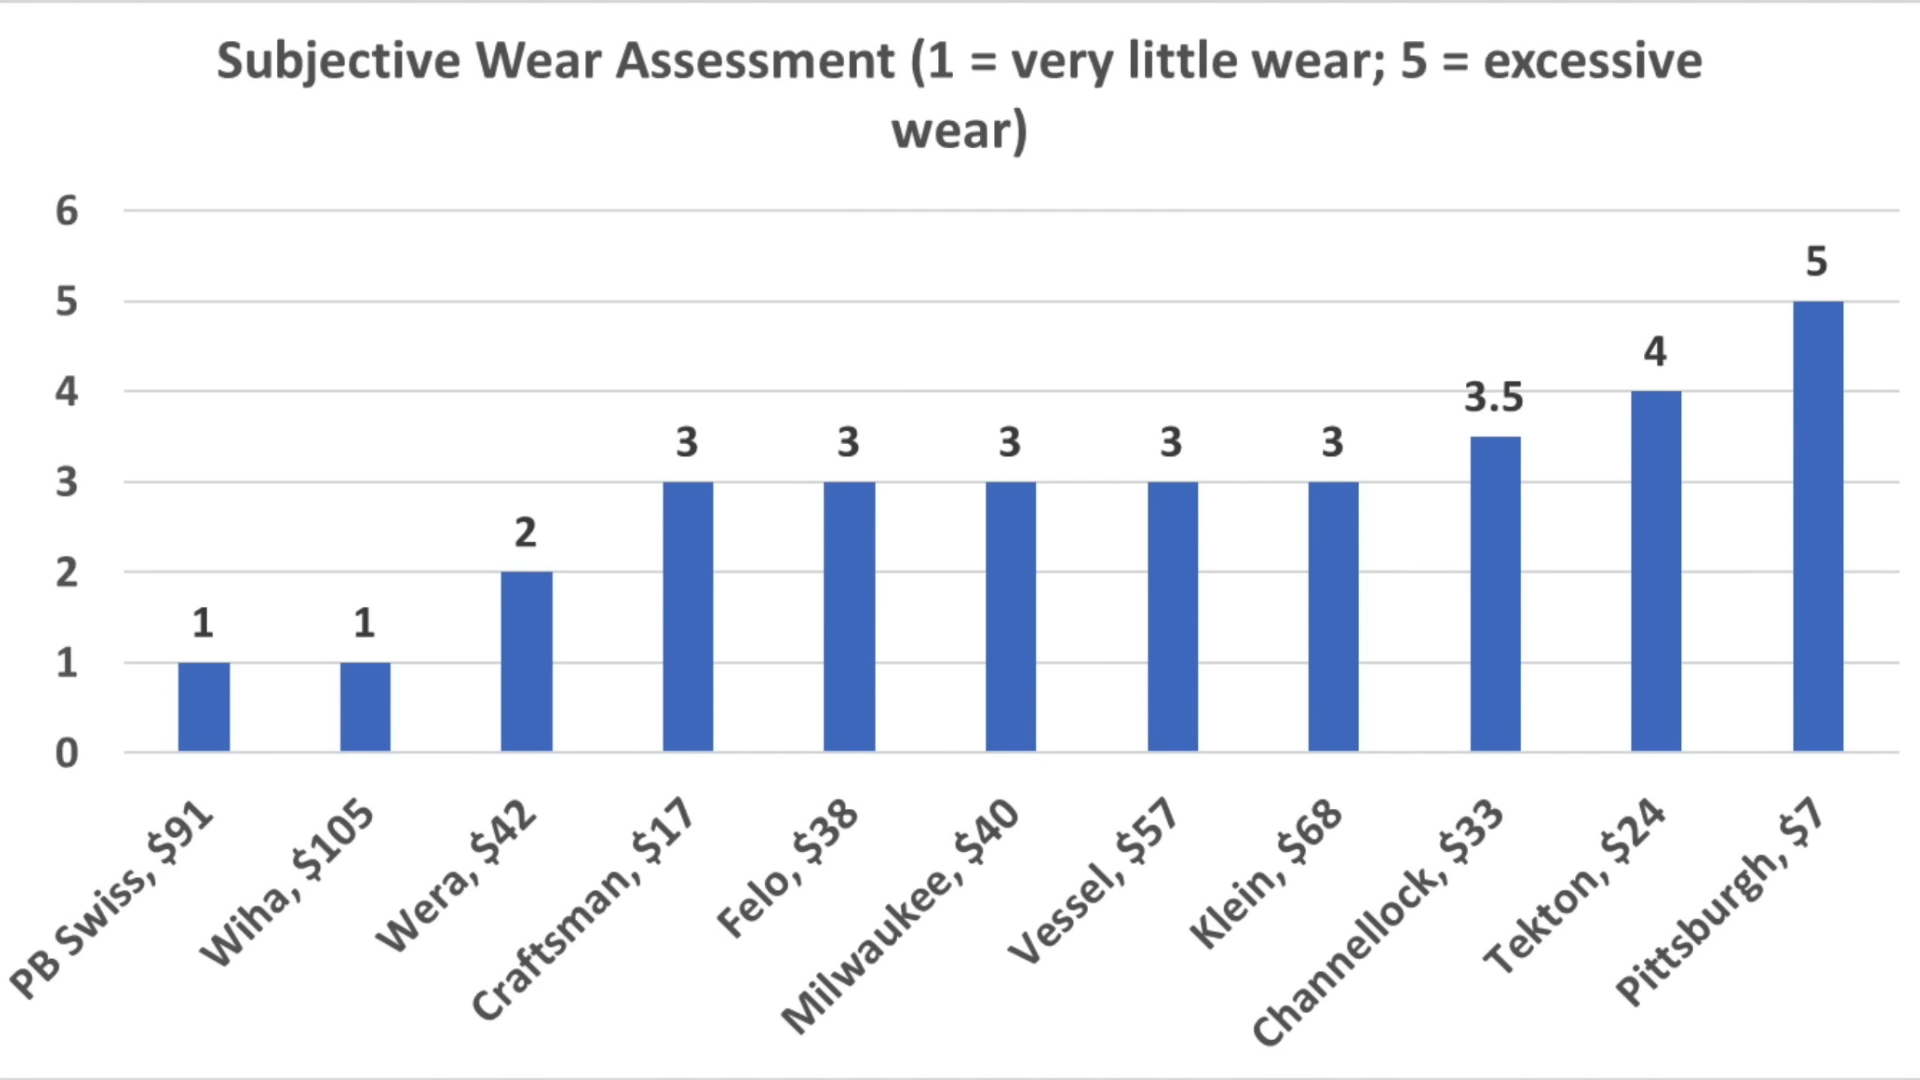 Subjective Wear Assessment (1 = very little wear; 5 = excessive
wear)
6
5
4
3
2
1
0
1
1
2
3
3
3
3
3
3.5
4
5
PB Swiss, $91
Wiha, $105
Wera, $42
Craftsman, $17
Felo, $38
Milwaukee, $40
Vessel, $57
Klein, $68
Channellock, $33
Tekton, $24
Pittsburgh, $7